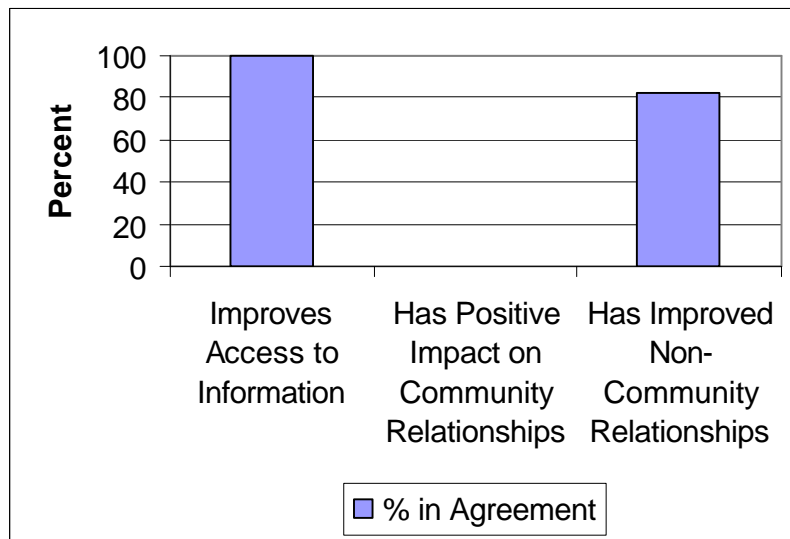 Percent
100
80
60
40
20
0
Improves
Access to
Information
Has Positive
Impact on
Community
Relationships
Has Improved
Non-
Community
Relationships
% in Agreement